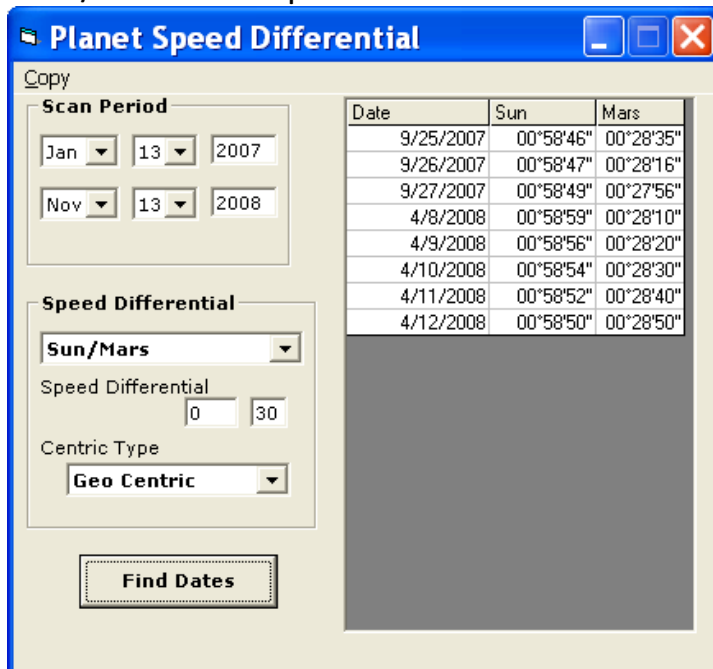 Planet Speed Differential
Copy
Scan Period
Jan 13 2007
Nov 13 2008
Speed Differential
Sun/Mars
Speed Differential
0 30
Centric Type
Geo Centric
Find Dates
Date Sun Mars
9/25/2007 00°58'46" 00°28'35"
9/26/2007 00°58'47" 00°28'16"
9/27/2007 00°58'49" 00°27'56"
4/8/2008 00°58'59" 00°28'10"
4/9/2008 00°58'56" 00°28'20"
4/10/2008 00°58'54" 00°28'30"
4/11/2008 00°58'52" 00°28'40"
4/12/2008 00°58'50" 00°28'50"